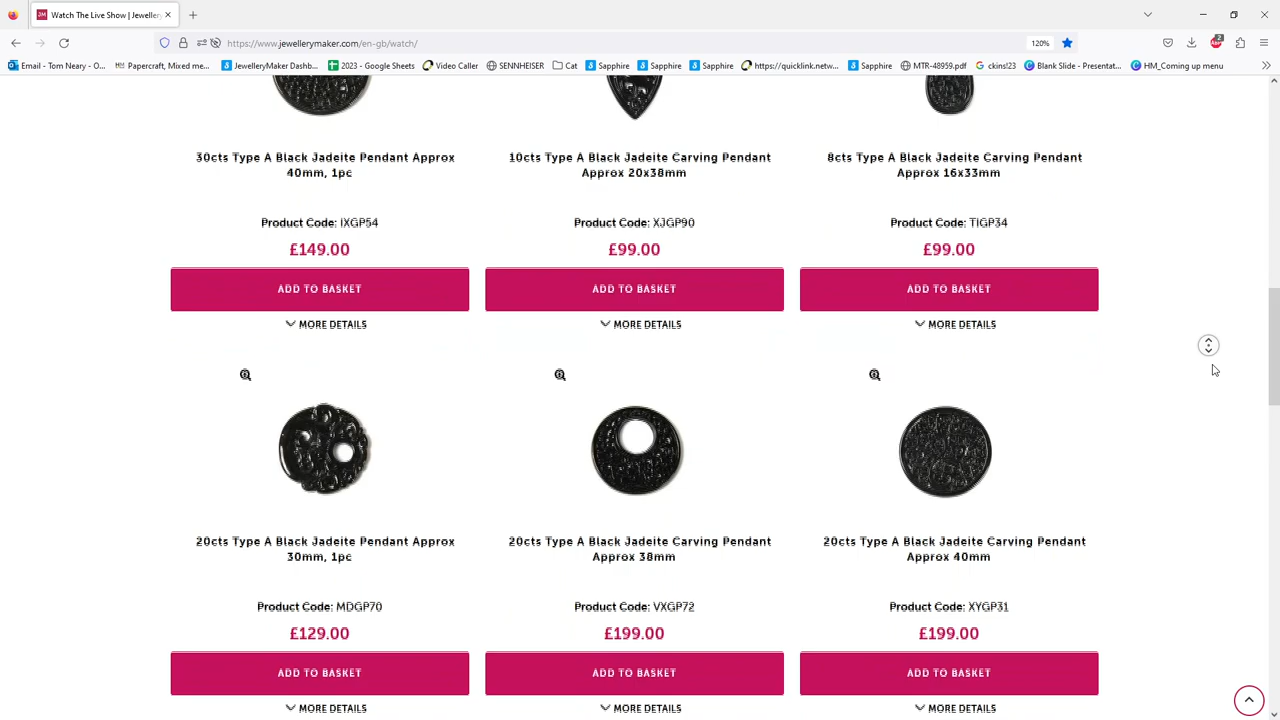 Watch The Live Show | Jeweller
https://www.jewellerymaker.com/en-gb/watch/
120%
2
Email - Tom Neary - O...
Papercraft, Mixed me...
JewelleryMaker Dashb...
2023 - Google Sheets
Video Caller
SENNHEISER
Cat
Sapphire
Sapphire
Sapphire
https://quicklink.netw...
Sapphire
MTR-48959.pdf
ckins!23
Blank Slide - Presentat...
HM_Coming up menu
30cts Type A Black Jadeite Pendant Approx
40mm, 1pc
Product Code: IXGP54
£149.00
ADD TO BASKET
MORE DETAILS
10cts Type A Black Jadeite Carving Pendant
Approx 20x38mm
Product Code: XJGP90
£99.00
ADD TO BASKET
MORE DETAILS
8cts Type A Black Jadeite Carving Pendant
Approx 16x33mm
Product Code: TIGP34
£99.00
ADD TO BASKET
MORE DETAILS
20cts Type A Black Jadeite Pendant Approx
30mm, 1pc
Product Code: MDGP70
£129.00
ADD TO BASKET
MORE DETAILS
20cts Type A Black Jadeite Carving Pendant
Approx 38mm
Product Code: VXGP72
£199.00
ADD TO BASKET
MORE DETAILS
20cts Type A Black Jadeite Carving Pendant
Approx 40mm
Product Code: XYGP31
£199.00
ADD TO BASKET
MORE DETAILS